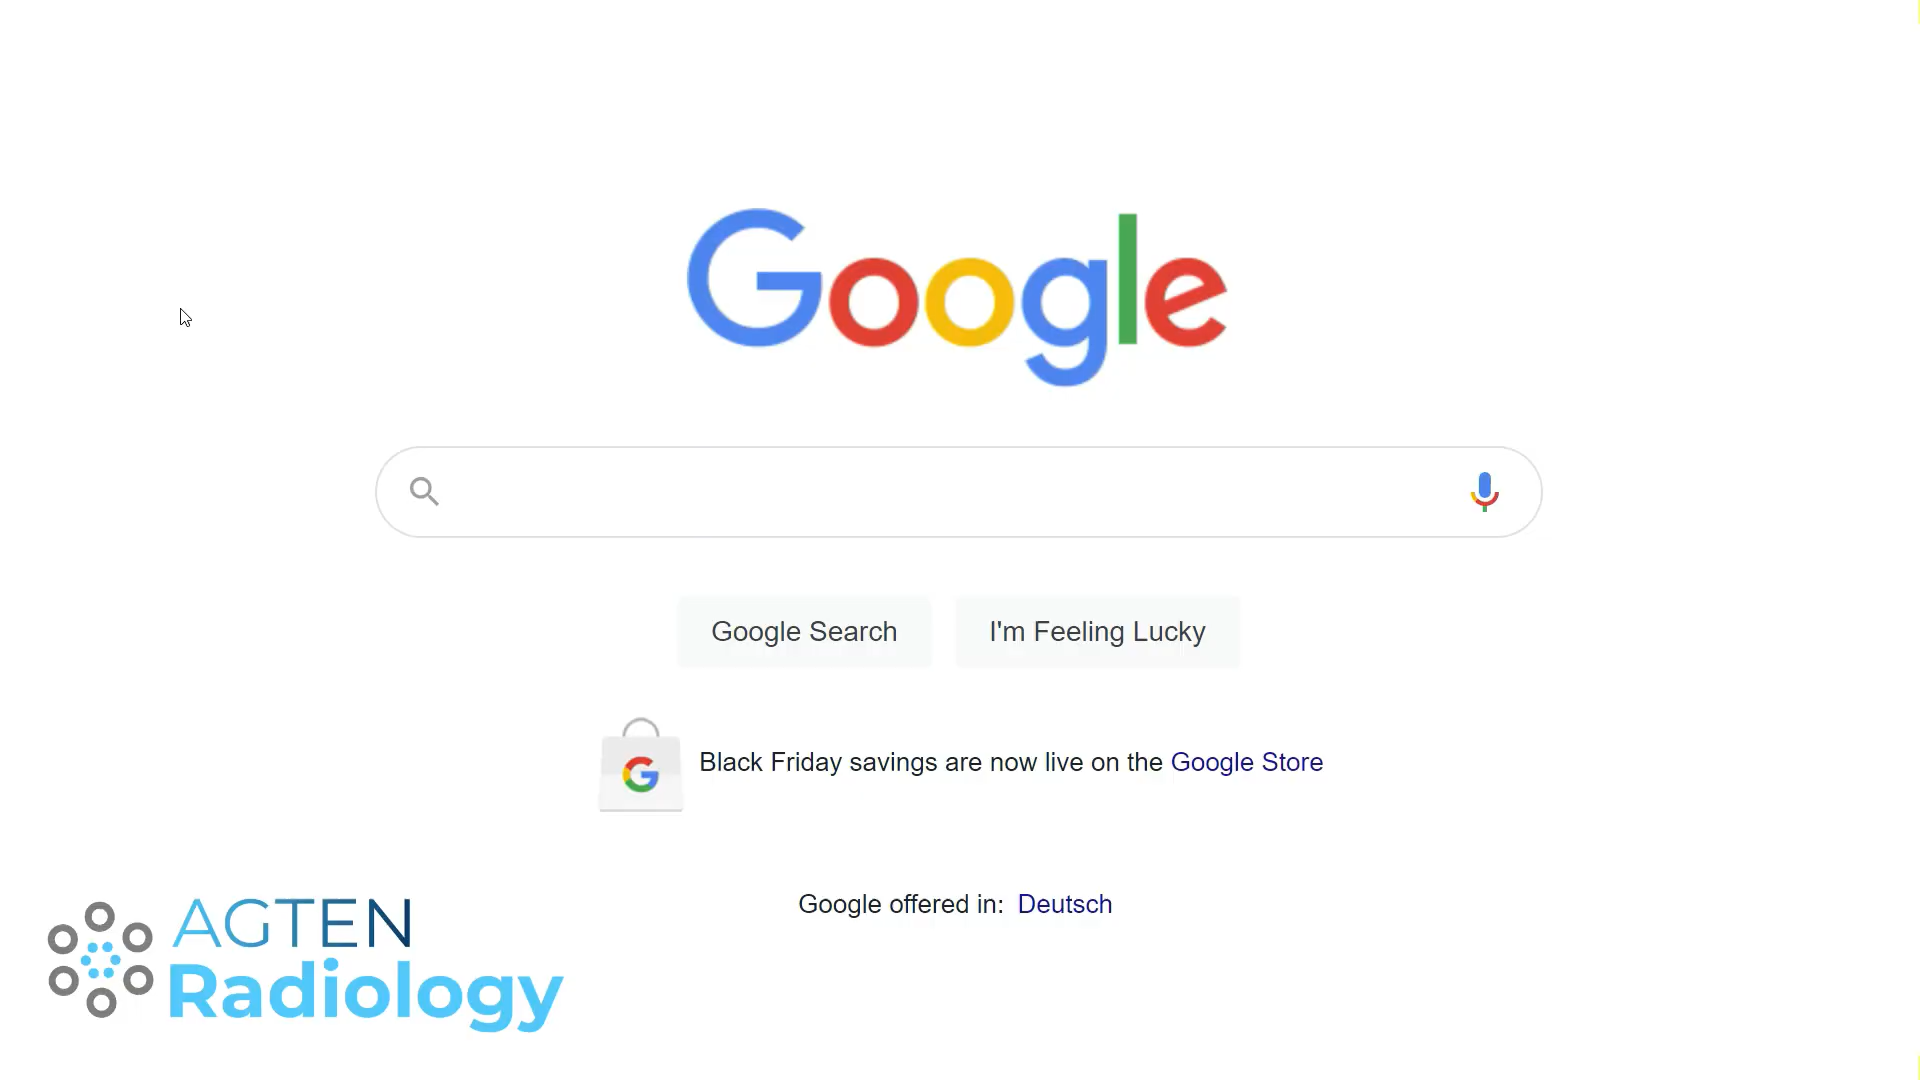 Google
Google Search
I'm Feeling Lucky
Black Friday savings are now live on the Google Store
Google offered in: Deutsch
AGTEN
Radiology